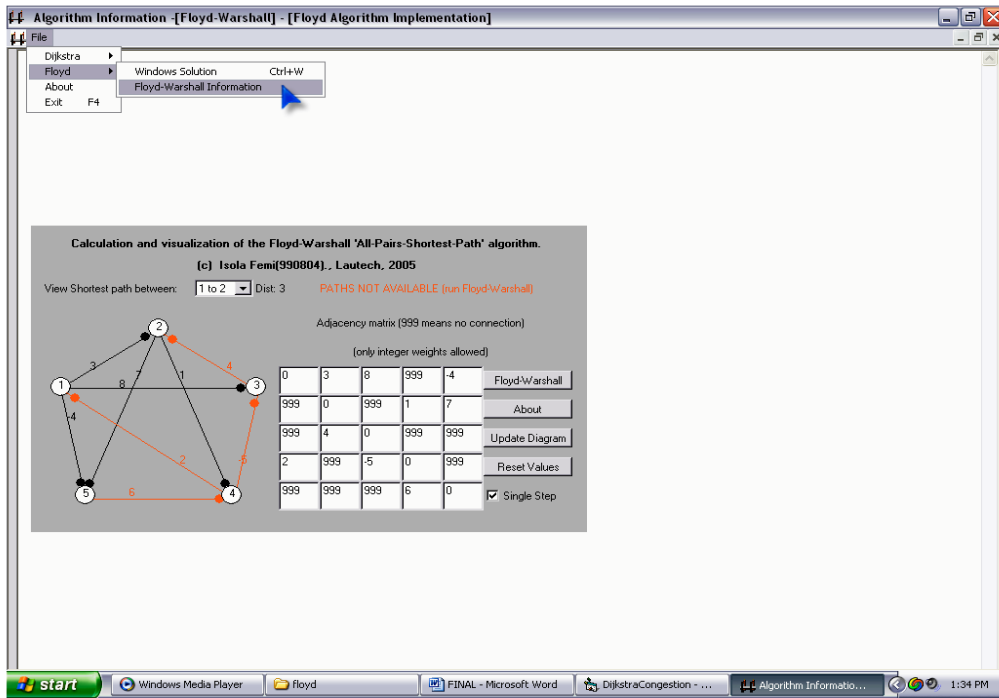 Algorithm Information -[Floyd-Warshall] - [Floyd Algorithm Implementation]
File
Dijkstra
Floyd
About
Exit F4
Windows Solution Ctrl+W
Floyd-Warshall Information
Calculation and visualization of the Floyd-Warshall 'All-Pairs-Shortest-Path' algorithm.
(c) Isola Femi(990804)., Lautech, 2005
View Shortest path between: 1 to 2 Dist: 3 PATHS NOT AVAILABLE (run Floyd-Warshall)
Adjacency matrix (999 means no connection)
(only integer weights allowed)
2
3 4
7 1
8
1 3
-4
2 -5
6
5 4
0 3 8 999 -4 Floyd-Warshall
999 0 999 1 7 About
999 4 0 999 999 Update Diagram
2 999 -5 0 999 Reset Values
999 999 999 6 0 Single Step
start Windows Media Player floyd FINAL - Microsoft Word DijkstraCongestion - ... Algorithm Informatio... 1:34 PM